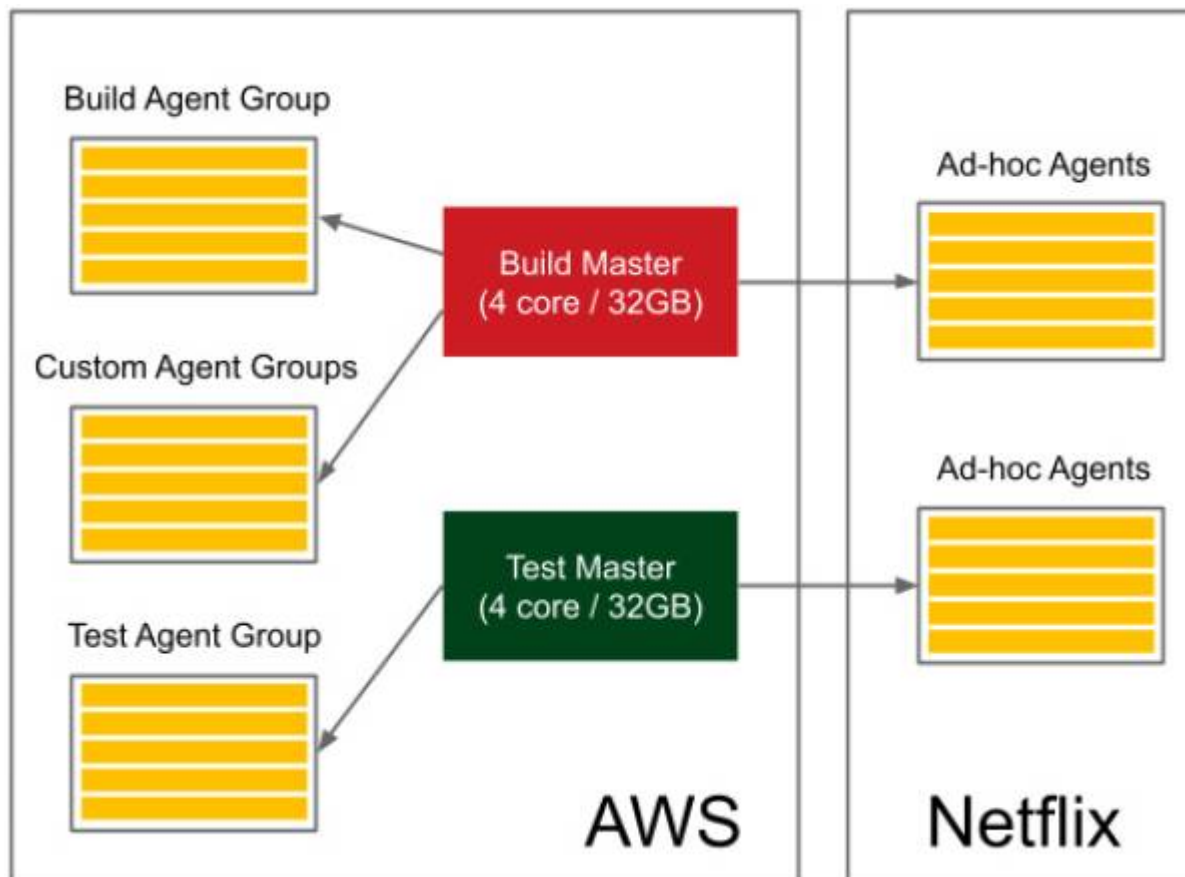 Build Agent Group
Build Master
(4 core / 32GB)
Ad-hoc Agents
Custom Agent Groups
Test Master
(4 core / 32GB)
Ad-hoc Agents
Test Agent Group
AWS
Netflix